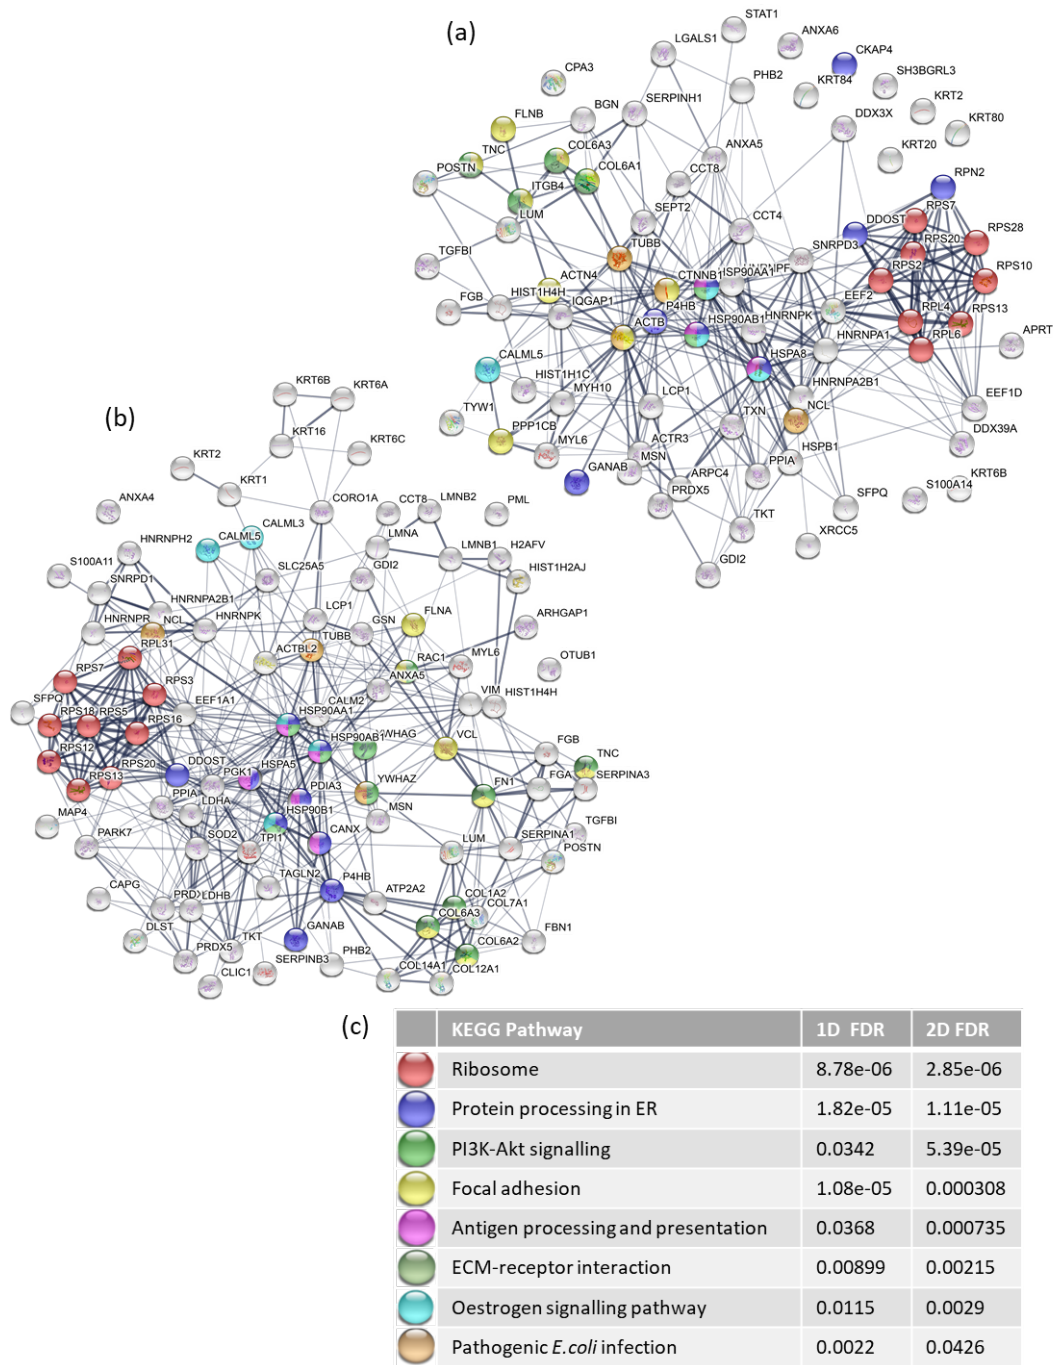 (a)
STAT1
ANXA6
LGALS1
CKAP4
CPA3
PHB2
KRT84
SH3BGRL3
SERPINH1
KRT2
BGN
FLNB
DDX3X
KRT80
TNC
COL6A3
ANXA5
KRT20
POSTN
ITGB4
COL6A1
CCT8
RPN2
LUM
SEPT2
CCT4
DDOST
RPS7
RPS28
TUBB
SNRPD3
RPS20
TGFBI
ACTN4
CTNNB1
RPS2
RPS10
HIST1H4H
P4HB
EEF2
RPL4
RPS13
FGB
IQGAP1
HSP90AB1
HNRNPK
ACTB
HNRNPA1
RPL6
APRT
CALML5
HSPA8
HIST1H1C
HNRNPA2B1
EEF1D
TYW1
MYH10
LCP1
TXN
NCL
PPP1CB
DDX39A
MYL6
ACTR3
HSPB1
GANAB
MSN
PPIA
ARPC4
S100A14
KRT6B
PRDX5
SFPQ
TKT
XRCC5
GDI2
(b)
KRT6B
KRT6A
KRT16
KRT6C
KRT2
KRT1
ANXA4
CORO1A
CCT8
LMNB2
PML
CALML3
CALML5
LMNA
HNRNPH2
LMNB1
H2AFV
S100A11
SLC25A5
GDI2
HIST1H2AJ
SNRPD1
HNRNPA2B1
LCP1
HNRNPR
NCL
HNRNPK
GSN
FLNA
ARHGAP1
TUBB
RPL31
ACTBL2
RAC1
MYL6
OTUB1
RPS7
RPS3
ANXA5
VIM
HIST1H4H
SFPQ
EEF1A1
CALM2
RPS18
RPS5
RPS16
HSP90AA1
HSP90AB1
YWHAG
VCL
RPS12
FGB
TNC
RPS13
RPS20
DDOST
PGK1
HSPA5
YWHAZ
FN1
FGA
SERPINA3
PDIA3
MAP4
PPIA
LDHA
HSP90B1
MSN
TGFBI
PARK7
SOD2
TPI1
CANX
LUM
SERPINA1
POSTN
TAGLN2
P4HB
ATP2A2
CAPG
LDHB
COL1A2
COL7A1
COL6A3
DLST
GANAB
COL6A2
FBN1
PRDX5
TKT
SERPINB3
PHB2
CLIC1
COL14A1
COL12A1
(c)
KEGG Pathway 1D FDR 2D FDR
Ribosome 8.78e-06 2.85e-06
Protein processing in ER 1.82e-05 1.11e-05
PI3K-Akt signalling 0.0342 5.39e-05
Focal adhesion 1.08e-05 0.000308
Antigen processing and presentation 0.0368 0.000735
ECM-receptor interaction 0.00899 0.00215
Oestrogen signalling pathway 0.0115 0.0029
Pathogenic E.coli infection 0.0022 0.0426